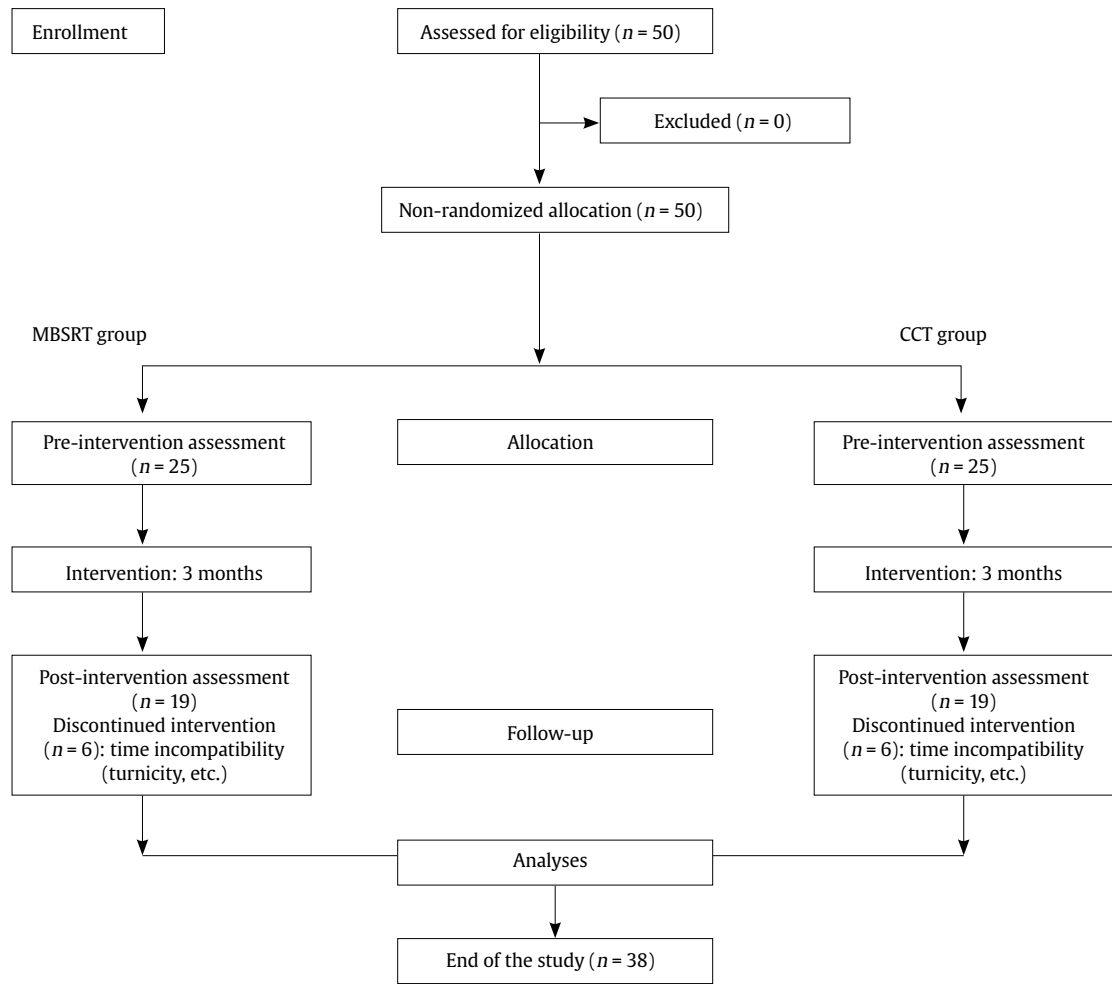 Enrollment
Assessed for eligibility (n = 50)
Excluded (n = 0)
Non-randomized allocation (n = 50)
MBSRT group
CCT group
Pre-intervention assessment
(n = 25)
Allocation
Pre-intervention assessment
(n = 25)
Intervention: 3 months
Intervention: 3 months
Post-intervention assessment
(n = 19)
Discontinued intervention
(n = 6): time incompatibility
(turnicity, etc.)
Follow-up
Post-intervention assessment
(n = 19)
Discontinued intervention
(n = 6): time incompatibility
(turnicity, etc.)
Analyses
End of the study (n = 38)